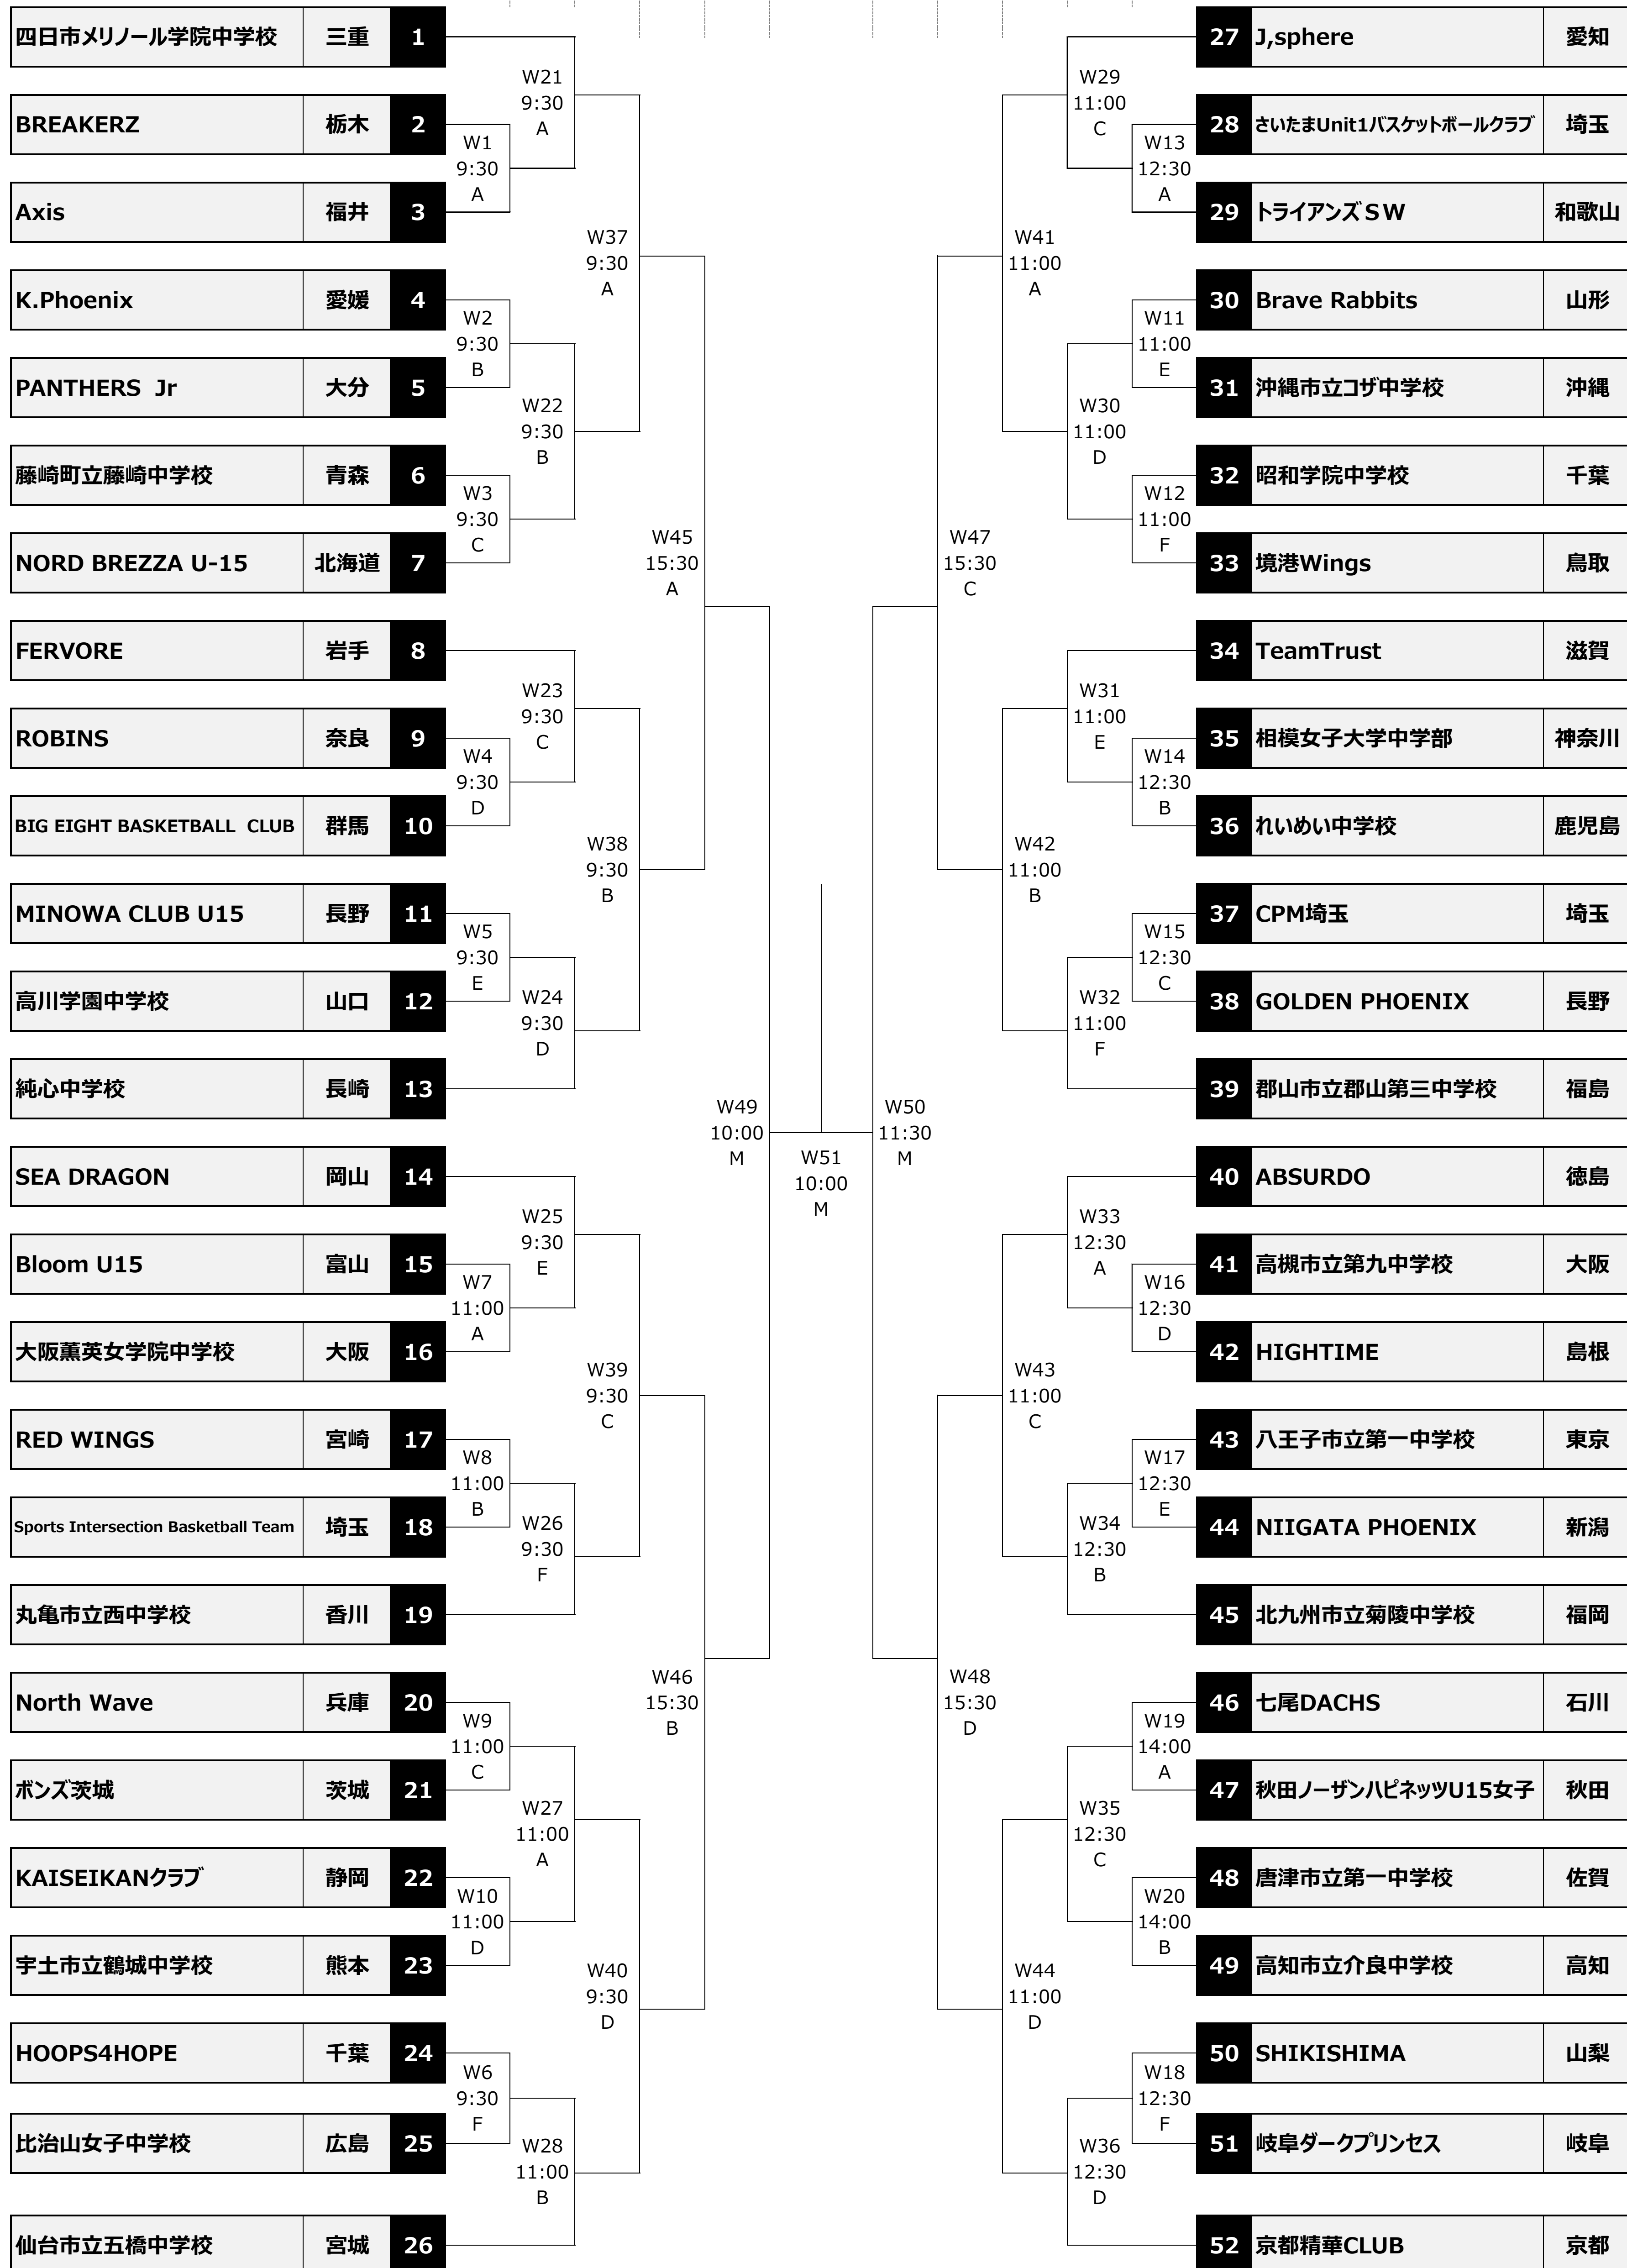 四日市メリノール学院中学校 三重 1
BREAKERZ 栃木 2
Axis 福井 3
K.Phoenix 愛媛 4
PANTHERS Jr 大分 5
藤崎町立藤崎中学校 青森 6
NORD BREZZA U-15 北海道 7
FERVORE 岩手 8
ROBINS 奈良 9
BIG EIGHT BASKETBALL CLUB 群馬 10
MINOWA CLUB U15 長野 11
高川学園中学校 山口 12
純心中学校 長崎 13
SEA DRAGON 岡山 14
Bloom U15 富山 15
大阪薫英女学院中学校 大阪 16
RED WINGS 宮崎 17
Sports Intersection Basketball Team 埼玉 18
丸亀市立西中学校 香川 19
North Wave 兵庫 20
ボンズ茨城 茨城 21
KAISEIKANクラブ 静岡 22
宇土市立鶴城中学校 熊本 23
HOOPS4HOPE 千葉 24
比治山女子中学校 広島 25
仙台市立五橋中学校 宮城 26
W1
9:30
A
W2
9:30
B
W3
9:30
C
W4
9:30
D
W5
9:30
E
W7
11:00
A
W8
11:00
B
W9
11:00
C
W10
11:00
D
W6
9:30
F
W21
9:30
A
W22
9:30
B
W23
9:30
C
W24
9:30
D
W25
9:30
E
W26
9:30
F
W27
11:00
A
W28
11:00
B
W37
9:30
A
W38
9:30
B
W39
9:30
C
W40
9:30
D
W45
15:30
A
W46
15:30
B
W49
10:00
M
W51
10:00
M
W50
11:30
M
W47
15:30
C
W48
15:30
D
W41
11:00
A
W42
11:00
B
W43
11:00
C
W44
11:00
D
W29
11:00
C
W30
11:00
D
W31
11:00
E
W32
11:00
F
W33
12:30
A
W34
12:30
B
W35
12:30
C
W36
12:30
D
W13
12:30
A
W11
11:00
E
W12
11:00
F
W14
12:30
B
W15
12:30
C
W16
12:30
D
W17
12:30
E
W19
14:00
A
W20
14:00
B
W18
12:30
F
27 J,sphere 愛知
28 さいたまUnit1バスケットボールクラブ 埼玉
29 トライアンズSW 和歌山
30 Brave Rabbits 山形
31 沖縄市立コザ中学校 沖縄
32 昭和学院中学校 千葉
33 境港Wings 鳥取
34 TeamTrust 滋賀
35 相模女子大学中学部 神奈川
36 れいめい中学校 鹿児島
37 CPM埼玉 埼玉
38 GOLDEN PHOENIX 長野
39 郡山市立郡山第三中学校 福島
40 ABSURDO 徳島
41 高槻市立第九中学校 大阪
42 HIGHTIME 島根
43 八王子市立第一中学校 東京
44 NIIGATA PHOENIX 新潟
45 北九州市立菊陵中学校 福岡
46 七尾DACHS 石川
47 秋田ノーザンハピネッツU15女子 秋田
48 唐津市立第一中学校 佐賀
49 高知市立介良中学校 高知
50 SHIKISHIMA 山梨
51 岐阜ダークプリンセス 岐阜
52 京都精華CLUB 京都